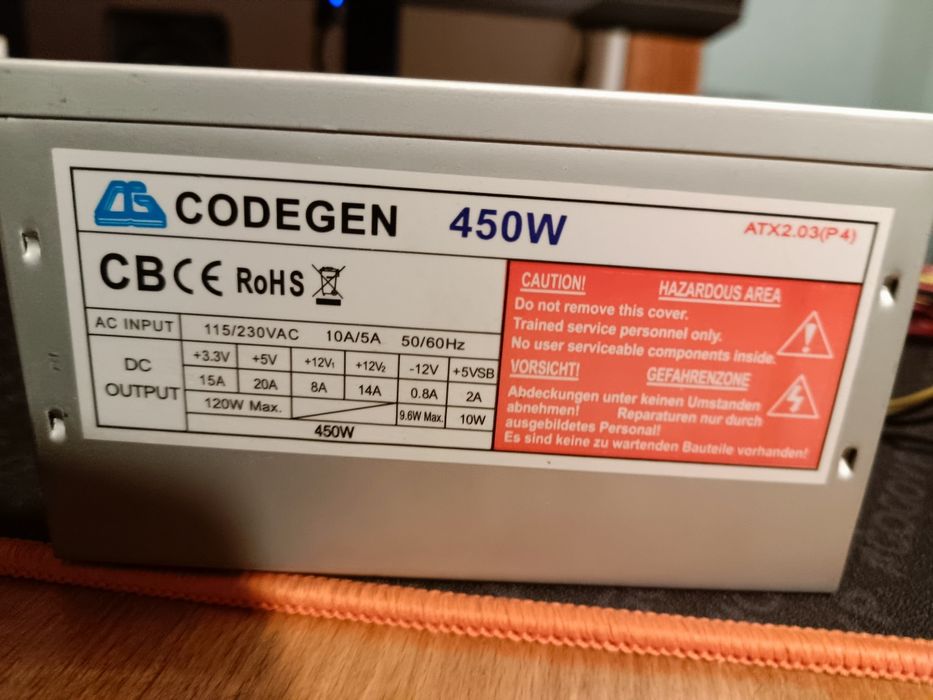 CODEGEN 450W ATX2.03(P4)
CB CE RoHS
AC INPUT 115/230VAC 10A/5A 50/60Hz
DC OUTPUT +3.3V +5V +12V1 +12V2 -12V +5VSB
15A 20A 8A 14A 0.8A 2A
120W Max. 9.6W Max. 10W
450W
CAUTION! HAZARDOUS AREA
Do not remove this cover.
Trained service personnel only.
No user serviceable components inside.
VORSICHT! GEFAHRENZONE
Abdeckungen unter keinen Umstanden
abnehmen! Reparaturen nur durch
ausgebildetes Personal!
Es sind keine zu wartenden Bauteile vorhanden!